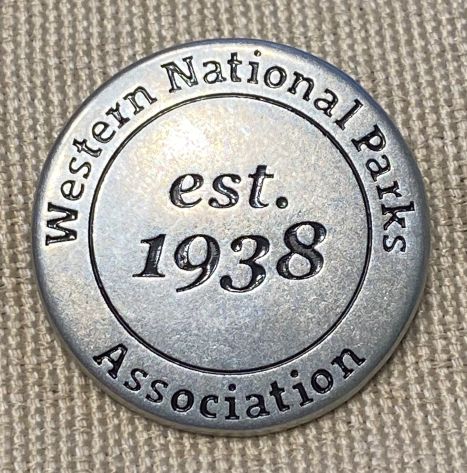 Western National Parks
est.
1938
Association